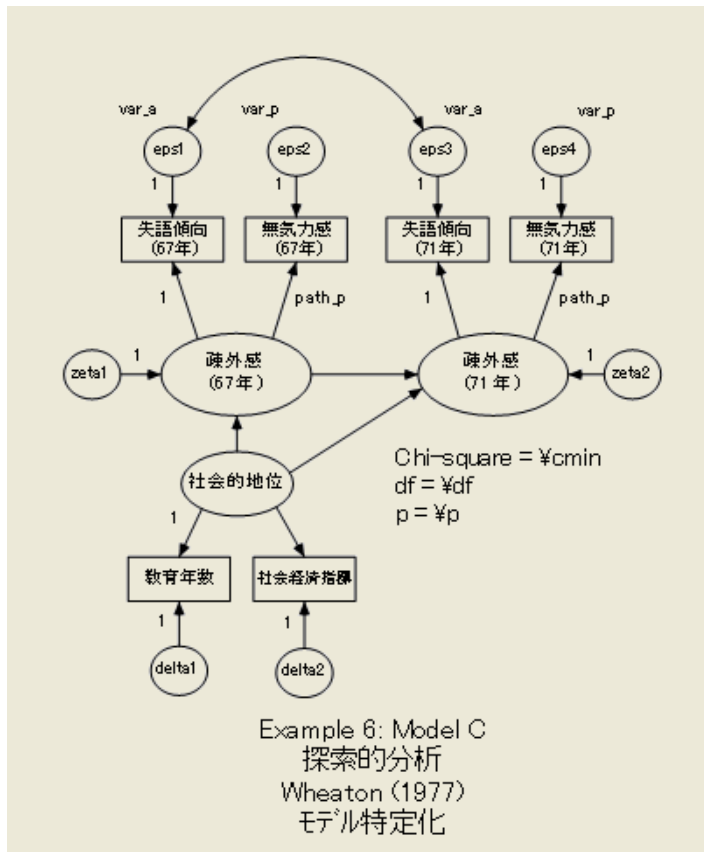 var_a
var_p
var_a
var_p
eps1
eps2
eps3
eps4
1
1
1
1
失語傾向
(67年)
無気力感
(67年)
失語傾向
(71年)
無気力感
(71年)
1
path_p
1
path_p
1
1
zeta1
疎外感
(67年)
疎外感
(71年)
zeta2
社会的地位
Chi-square = ¥cmin
df = ¥df
p = ¥p
1
教育年数
社会経済指標
1
1
delta1
delta2
Example 6: Model C
探索的分析
Wheaton (1977)
モデル特定化